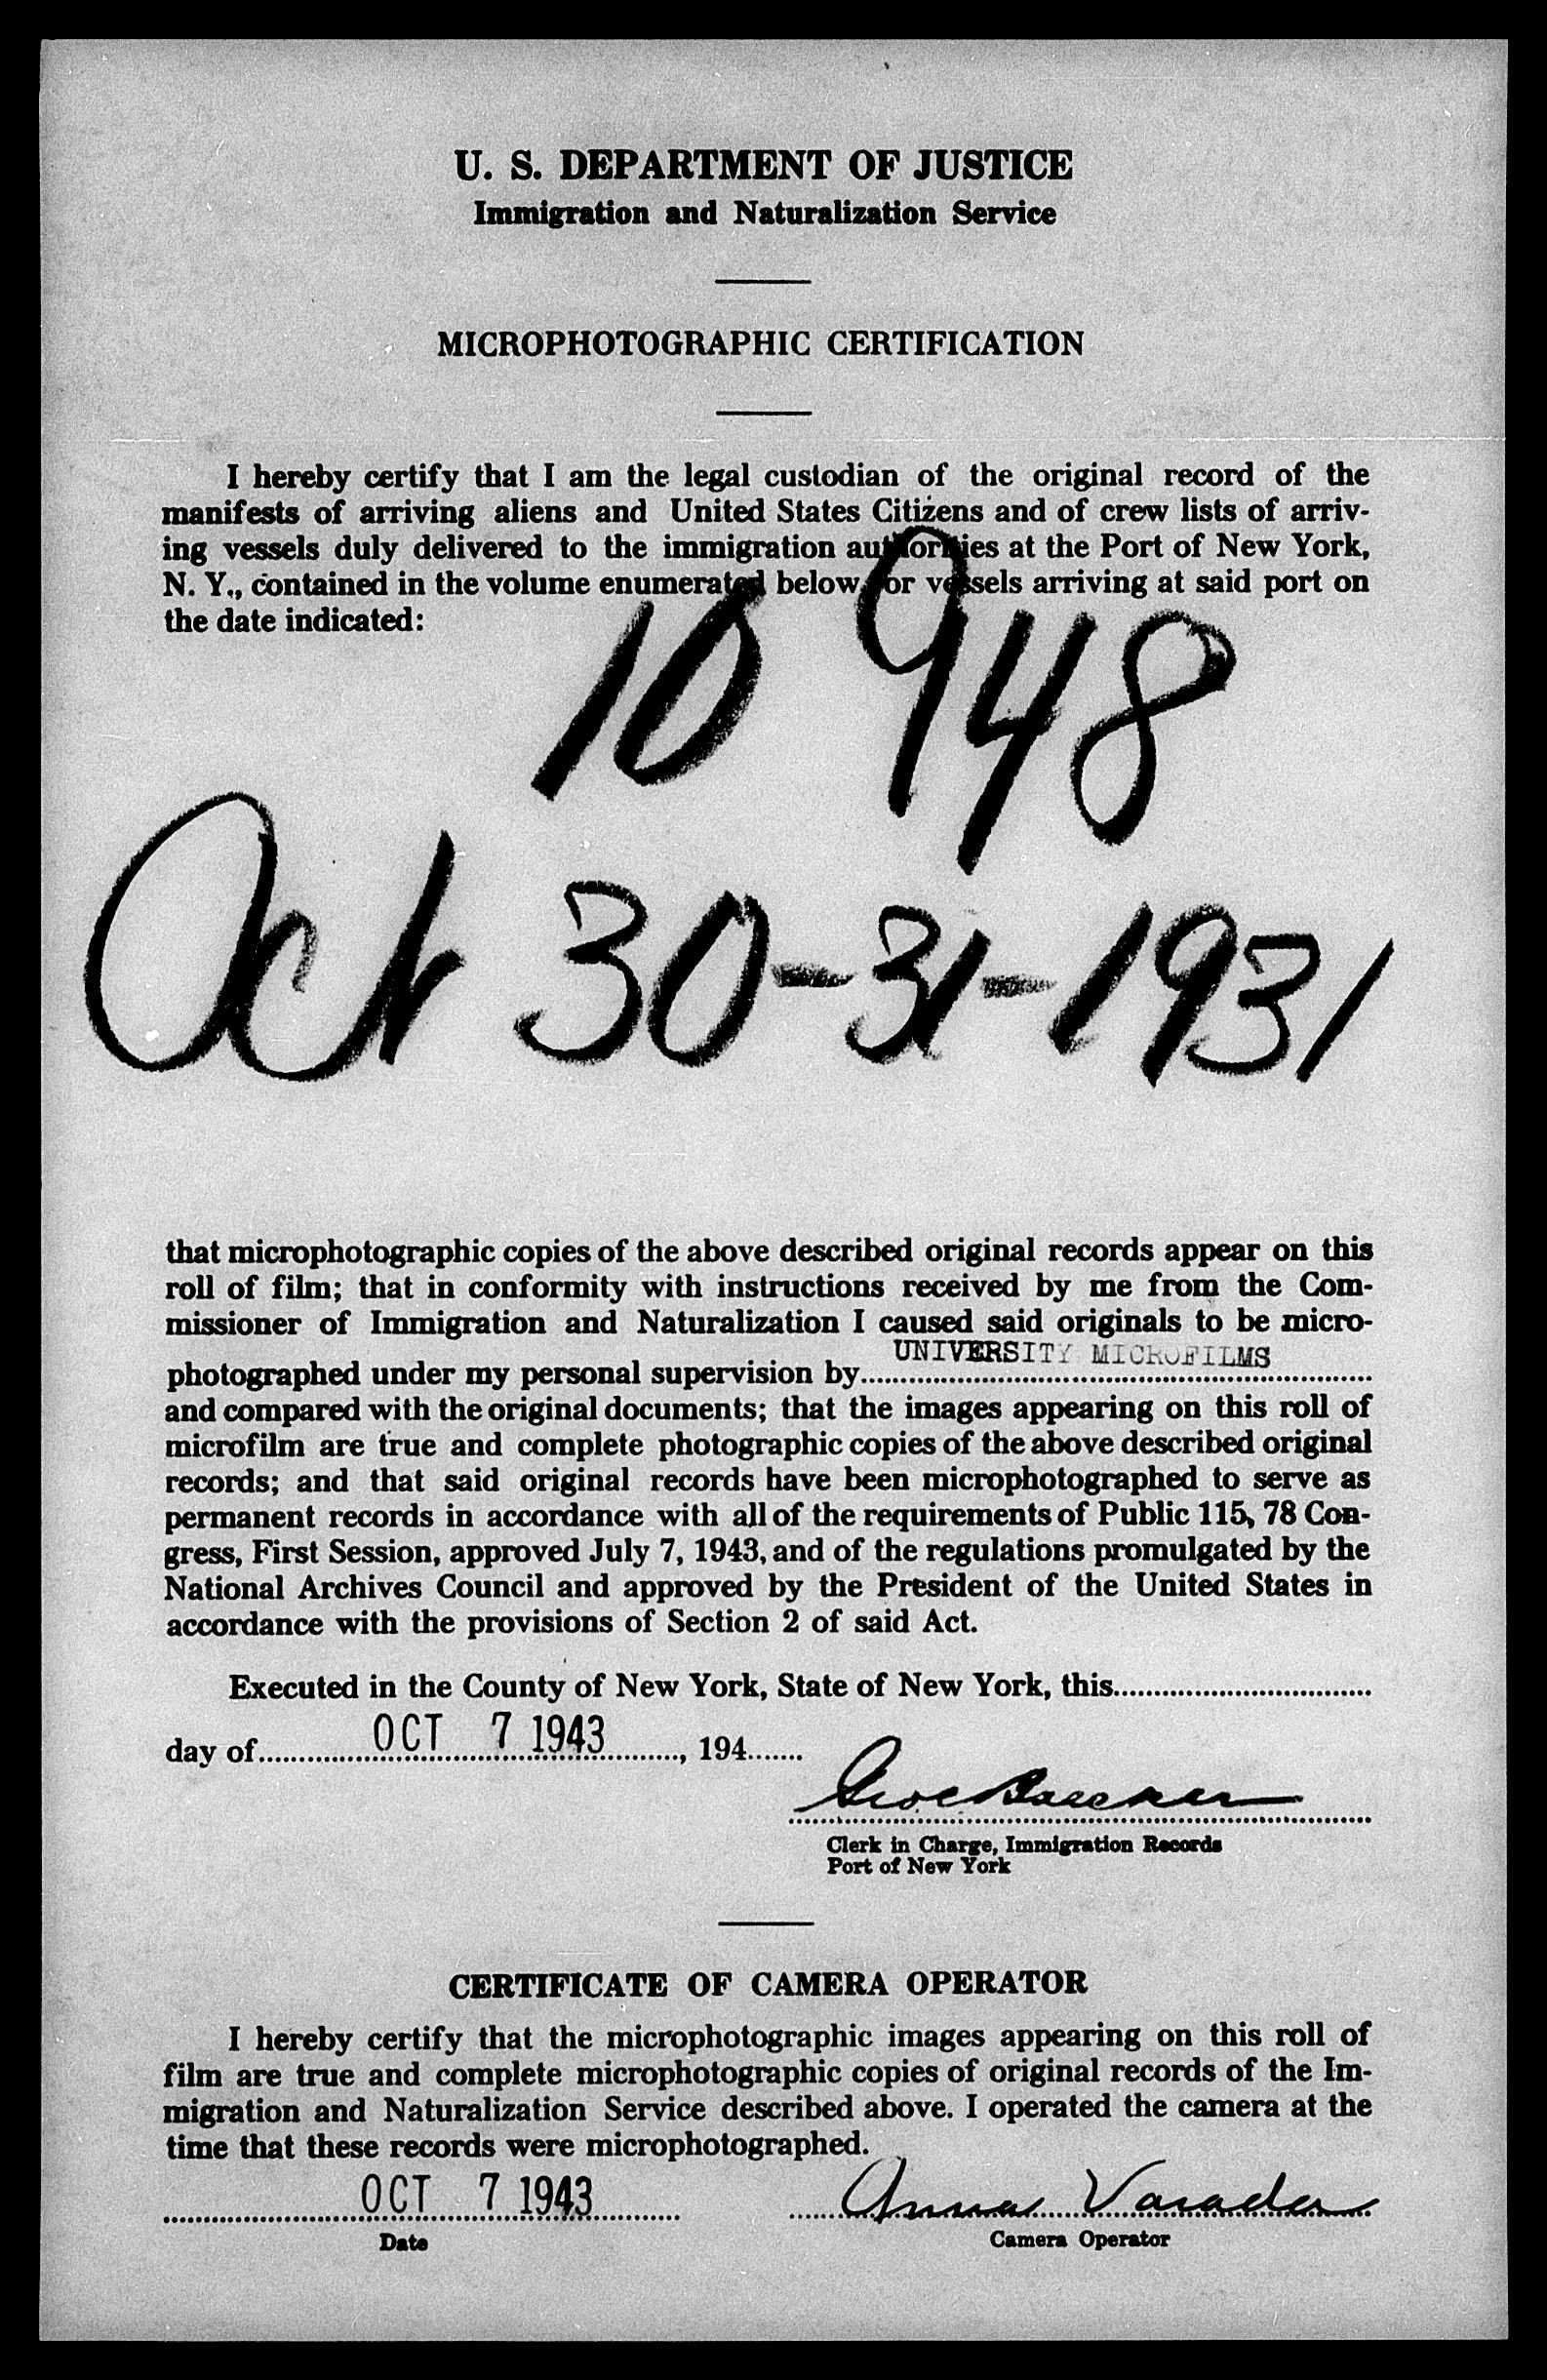 U. S. DEPARTMENT OF JUSTICE
Immigration and Naturalization Service
MICROPHOTOGRAPHIC CERTIFICATION
I hereby certify that I am the legal custodian of the original record of the
manifests of arriving aliens and United States Citizens and of crew lists of arriv-
ing vessels duly delivered to the immigration authorities at the Port of New York,
N. Y., contained in the volume enumerated below for vessels arriving at said port on
the date indicated:
10 948
Oct 30-31-1931
that microphotographic copies of the above described original records appear on this
roll of film; that in conformity with instructions received by me from the Com-
missioner of Immigration and Naturalization I caused said originals to be micro-
photographed under my personal supervision by UNIVERSITY MICROFILMS
and compared with the original documents; that the images appearing on this roll of
microfilm are true and complete photographic copies of the above described original
records; and that said original records have been microphotographed to serve as
permanent records in accordance with all of the requirements of Public 115, 78 Con-
gress, First Session, approved July 7, 1943, and of the regulations promulgated by the
National Archives Council and approved by the President of the United States in
accordance with the provisions of Section 2 of said Act.
Executed in the County of New York, State of New York, this
day of OCT 7 1943, 194
Clerk in Charge, Immigration Records
Port of New York
CERTIFICATE OF CAMERA OPERATOR
I hereby certify that the microphotographic images appearing on this roll of
film are true and complete microphotographic copies of original records of the Im-
migration and Naturalization Service described above. I operated the camera at the
time that these records were microphotographed.
OCT 7 1943 Anna Varada
Date Camera Operator